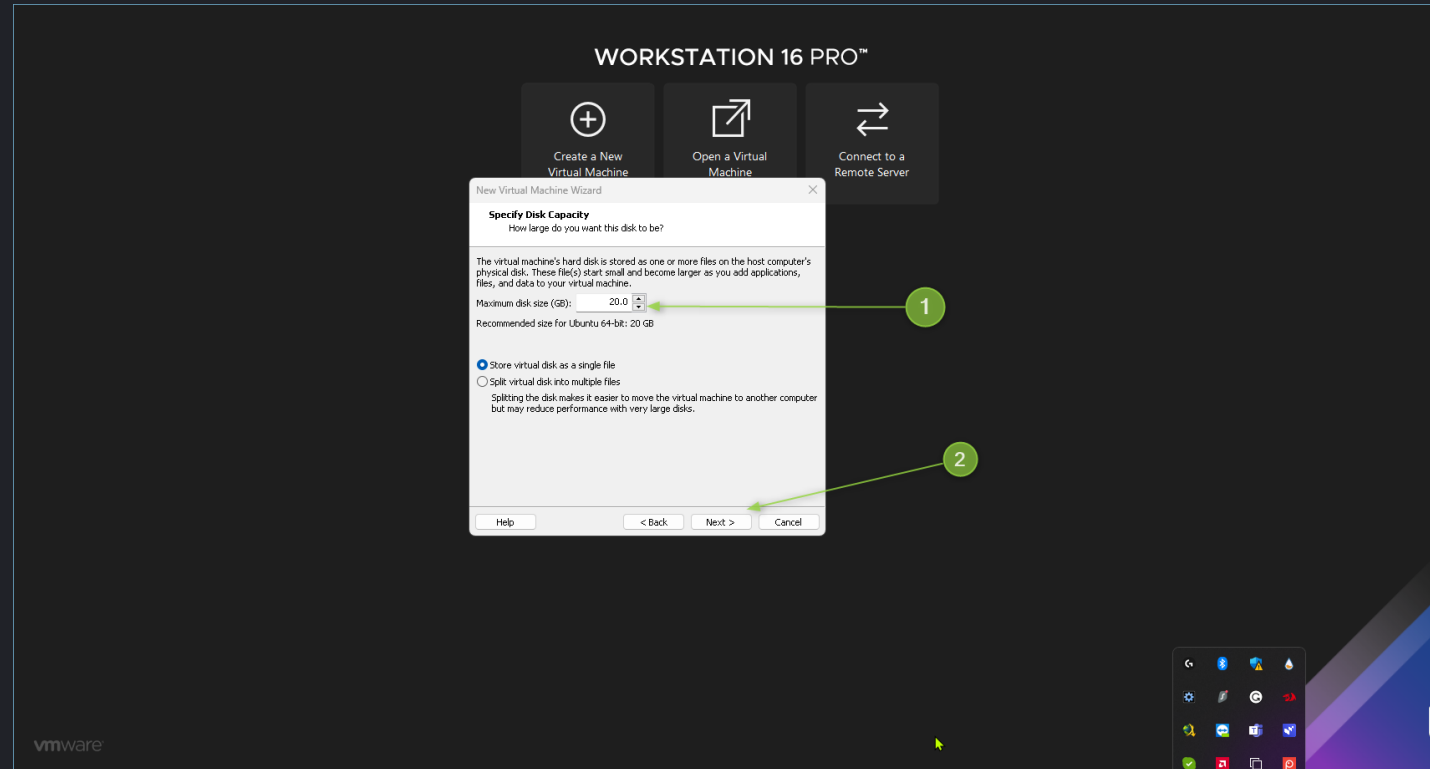 WORKSTATION 16 PRO™
Create a New
Virtual Machine
Open a Virtual
Machine
Connect to a
Remote Server
New Virtual Machine Wizard
Specify Disk Capacity
How large do you want this disk to be?
The virtual machine's hard disk is stored as one or more files on the host computer's
physical disk. These file(s) start small and become larger as you add applications,
files, and data to your virtual machine.
Maximum disk size (GB): 20.0
1
Recommended size for Ubuntu 64-bit: 20 GB
Store virtual disk as a single file
Split virtual disk into multiple files
Splitting the disk makes it easier to move the virtual machine to another computer
but may reduce performance with very large disks.
2
Help < Back Next > Cancel
vmware